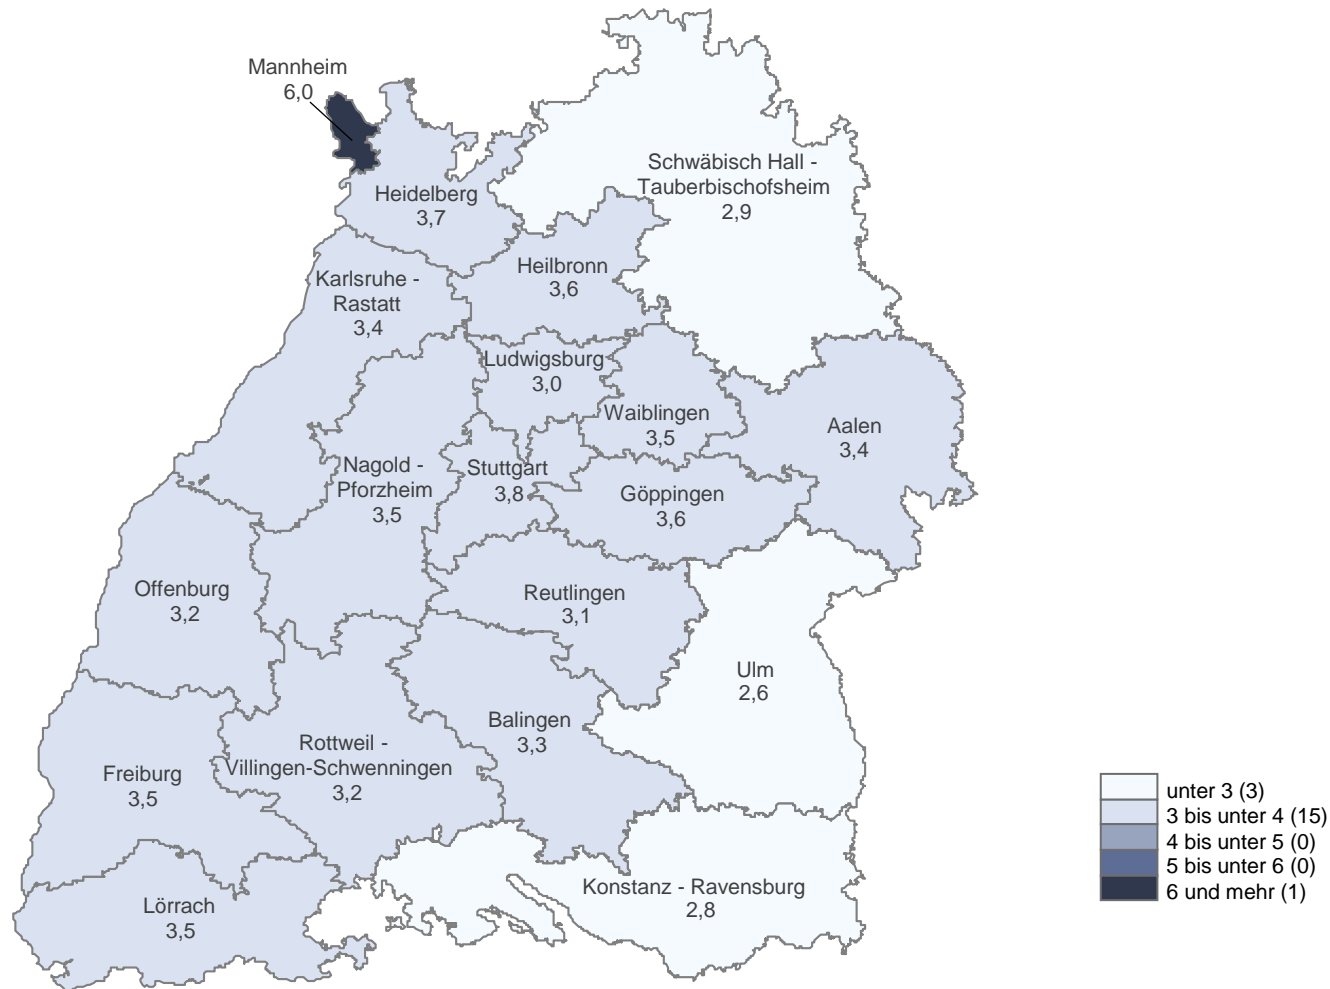 Mannheim
6,0
Schwäbisch Hall -
Tauberbischofsheim
2,9
Heidelberg
3,7
Heilbronn
3,6
Karlsruhe -
Rastatt
3,4
Ludwigsburg
3,0
Waiblingen
3,5
Aalen
3,4
Nagold -
Pforzheim
3,5
Stuttgart
3,8
Göppingen
3,6
Offenburg
3,2
Reutlingen
3,1
Ulm
2,6
Balingen
3,3
Rottweil -
Villingen-Schwenningen
3,2
Freiburg
3,5
Konstanz - Ravensburg
2,8
Lörrach
3,5
unter 3 (3)
3 bis unter 4 (15)
4 bis unter 5 (0)
5 bis unter 6 (0)
6 und mehr (1)